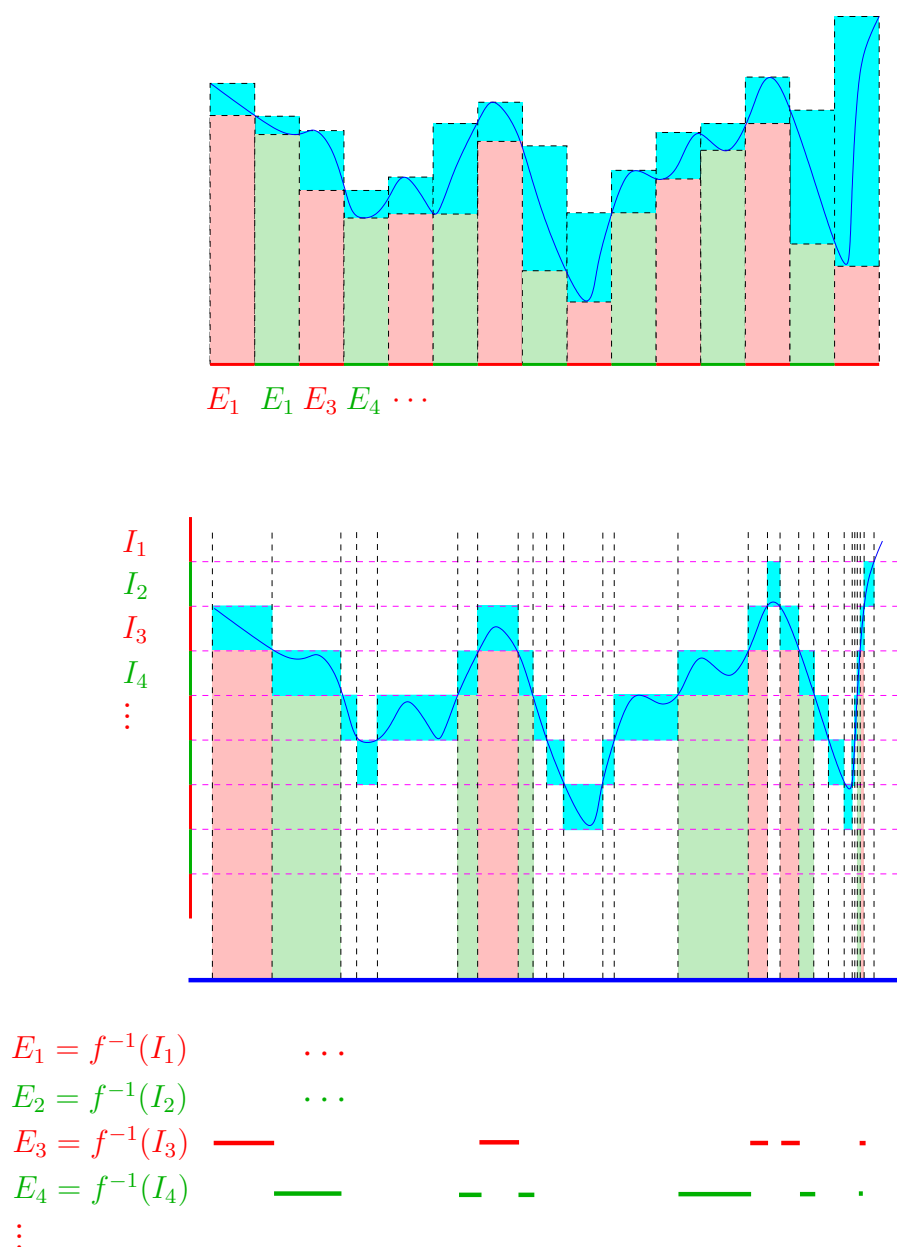 E₁ E₁ E₃ E₄ ⋯
I₁
I₂
I₃
I₄
⋮
E₁ = f⁻¹(I₁) ⋯
E₂ = f⁻¹(I₂) ⋯
E₃ = f⁻¹(I₃)
E₄ = f⁻¹(I₄)
⋮